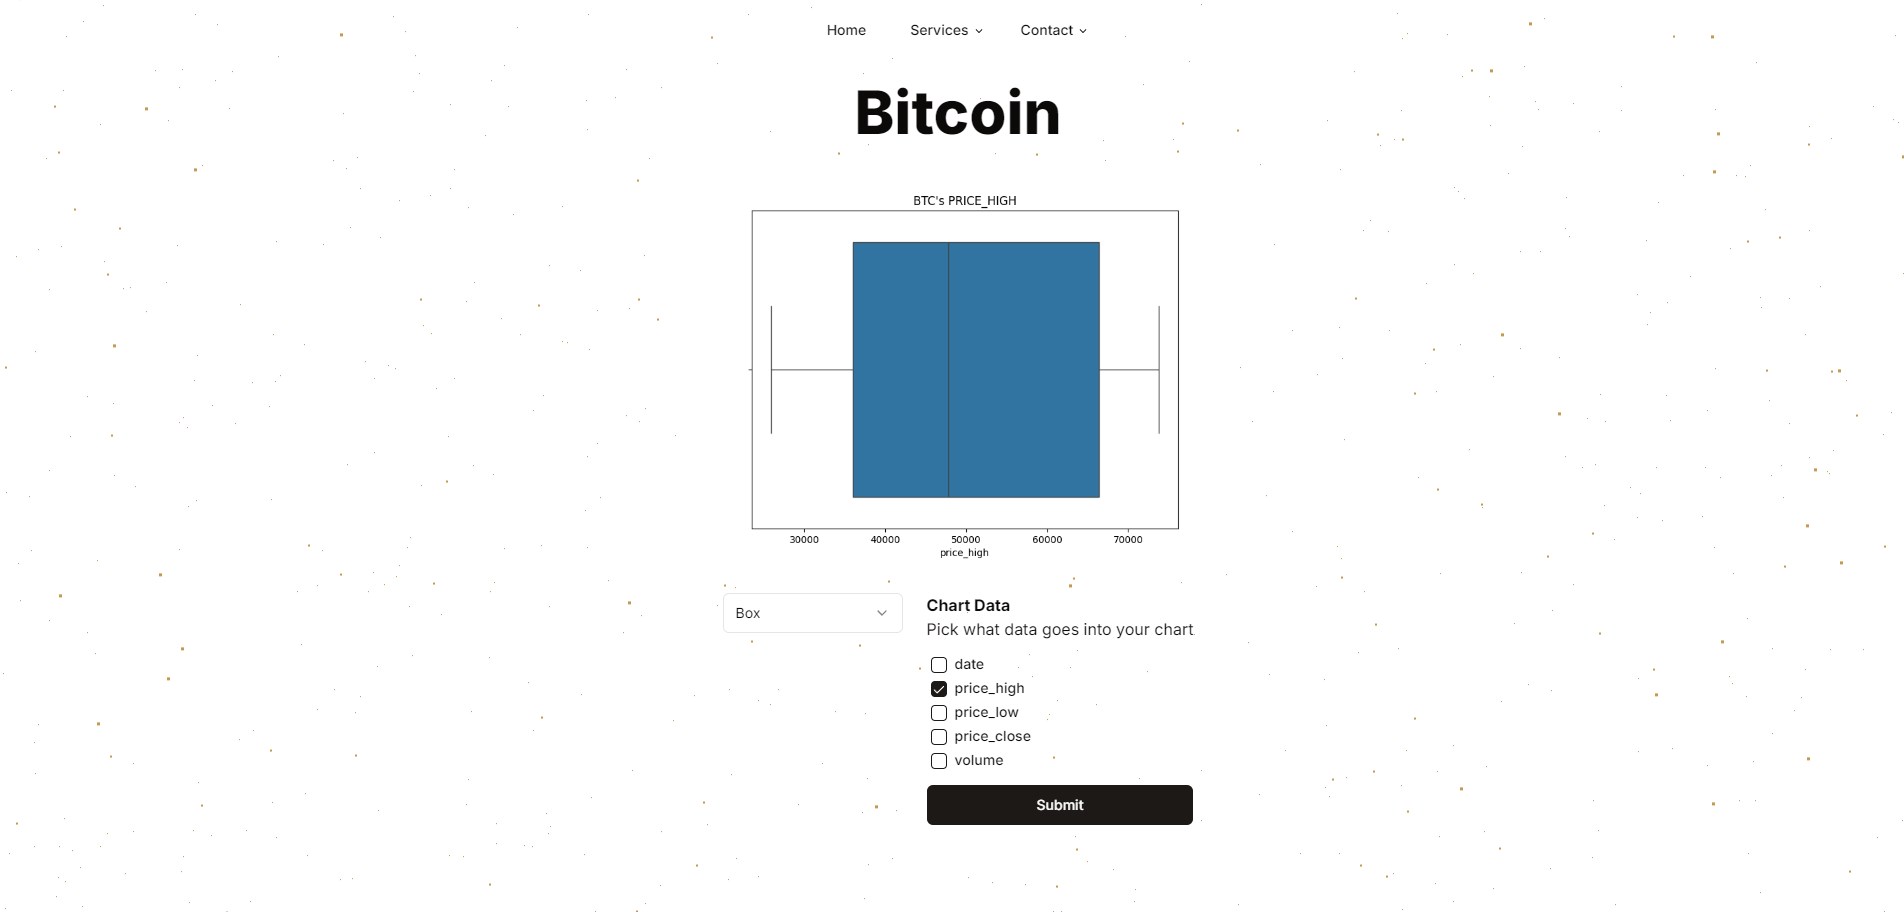 Home Services Contact
Bitcoin
BTC's PRICE_HIGH
30000 40000 50000 60000 70000
price_high
Box
Chart Data
Pick what data goes into your chart
date
price_high
price_low
price_close
volume
Submit